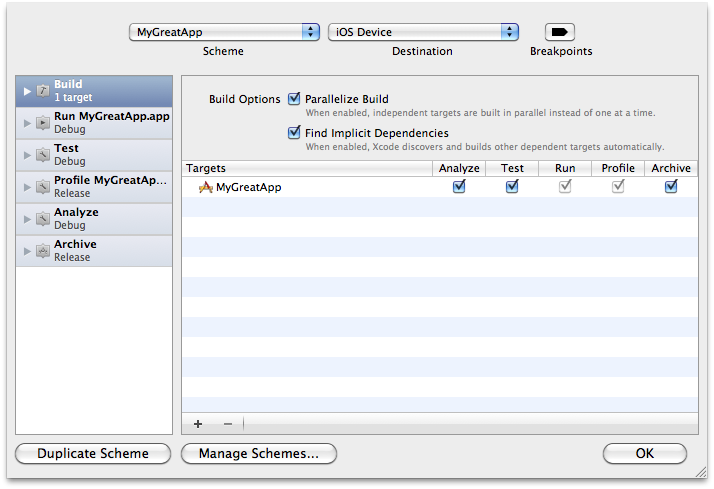 MyGreatApp
iOS Device
Scheme
Destination
Breakpoints
Build
1 target
Run MyGreatApp.app
Debug
Test
Debug
Profile MyGreatAp...
Release
Analyze
Debug
Archive
Release
Build Options
Parallelize Build
When enabled, independent targets are built in parallel instead of one at a time.
Find Implicit Dependencies
When enabled, Xcode discovers and builds other dependent targets automatically.
Targets Analyze Test Run Profile Archive
MyGreatApp
Duplicate Scheme
Manage Schemes...
OK